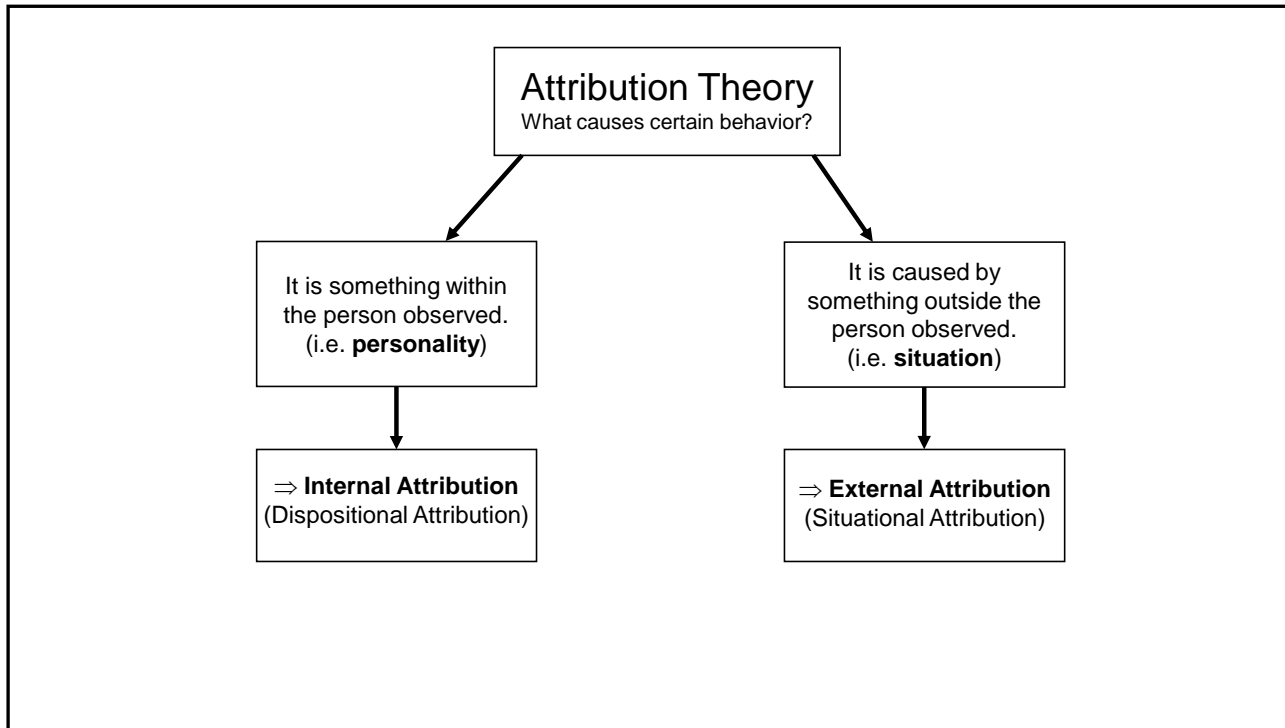 Attribution Theory
What causes certain behavior?
It is something within
the person observed.
(i.e. personality)
It is caused by
something outside the
person observed.
(i.e. situation)
⇒ Internal Attribution
(Dispositional Attribution)
⇒ External Attribution
(Situational Attribution)